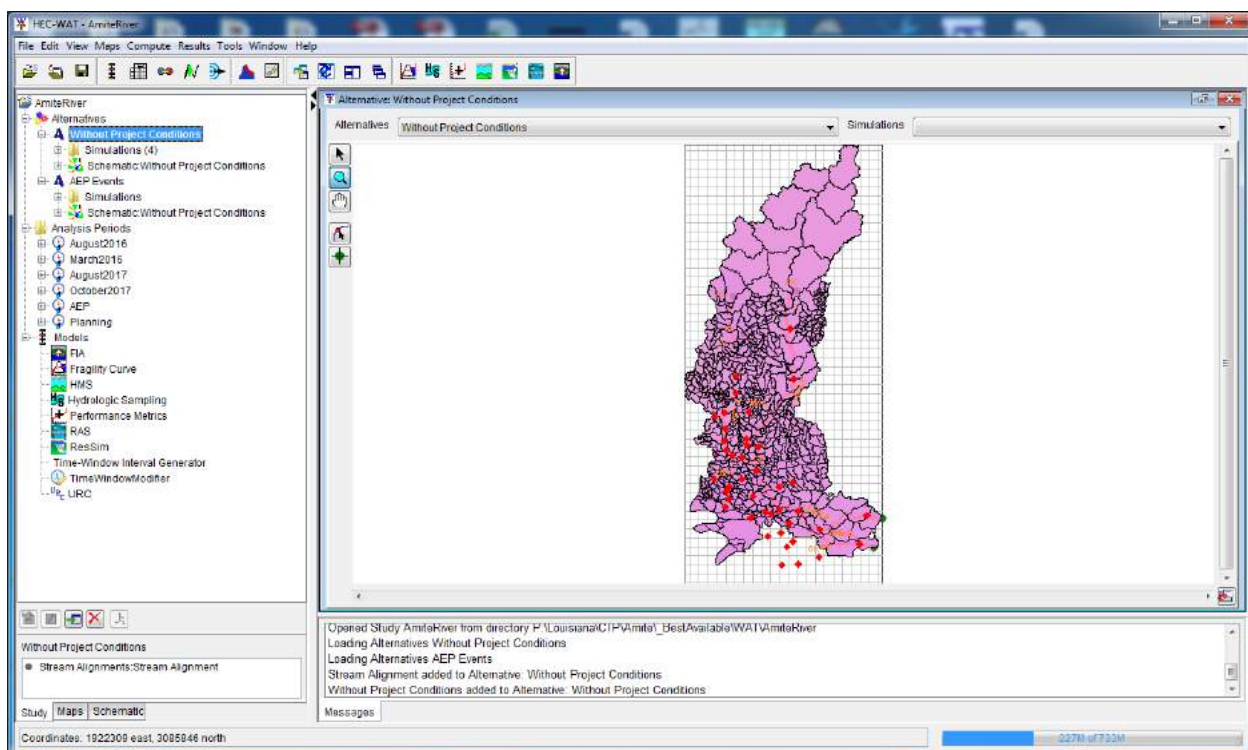 HEC-WAT - AmiteRiver
File Edit View Maps Compute Results Tools Window Help
AmiteRiver
Alternatives
Without Project Conditions
Simulations (4)
Schematic:Without Project Conditions
AEP Events
Simulations
Schematic:Without Project Conditions
Analysis Periods
August2016
March2016
August2017
October2017
AEP
Planning
Models
FIA
Fragility Curve
HMS
Hydrologic Sampling
Performance Metrics
RAS
ResSim
Time-Window Interval Generator
TimeWindowModifier
URC
Without Project Conditions
Stream Alignments:Stream Alignment
Study Maps Schematic
Alternative: Without Project Conditions
Alternatives Without Project Conditions Simulations
Opened Study AmiteRiver from directory P:\Louisiana\CTP\Amite\_BestAvailable\WAT\AmiteRiver
Loading Alternatives Without Project Conditions
Loading Alternatives AEP Events
Stream Alignment added to Alternative: Without Project Conditions
Without Project Conditions added to Alternative: Without Project Conditions
Messages
Coordinates: 1922309 east, 3085846 north
227M of 733M